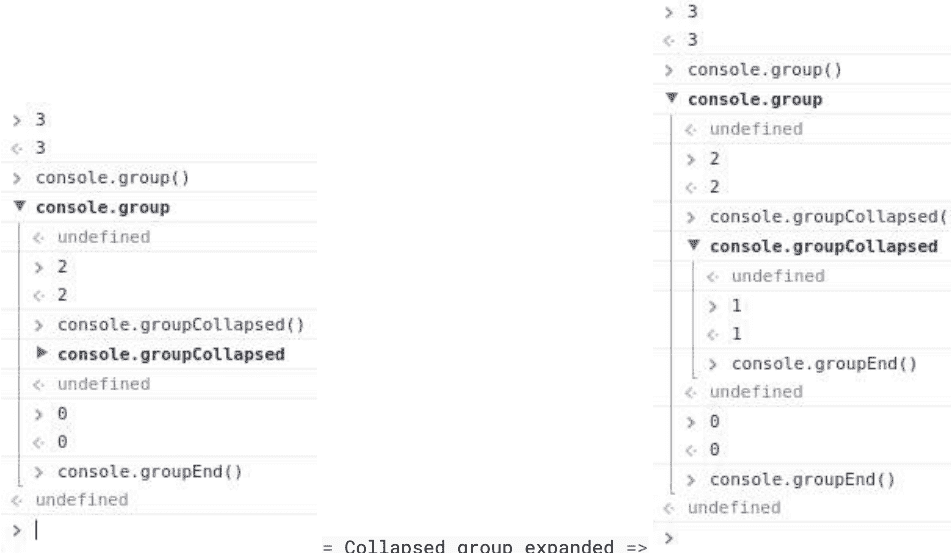 > 3
<· 3
> console.group()
▼ console.group
<· undefined
> 2
<· 2
> console.groupCollapsed()
▶ console.groupCollapsed
<· undefined
> 0
<· 0
> console.groupEnd()
<· undefined
>
= Collapsed group expanded =>
> 3
<· 3
> console.group()
▼ console.group
<· undefined
> 2
<· 2
> console.groupCollapsed(
▼ console.groupCollapsed
<· undefined
> 1
<· 1
> console.groupEnd()
<· undefined
> 0
<· 0
> console.groupEnd()
<· undefined
>